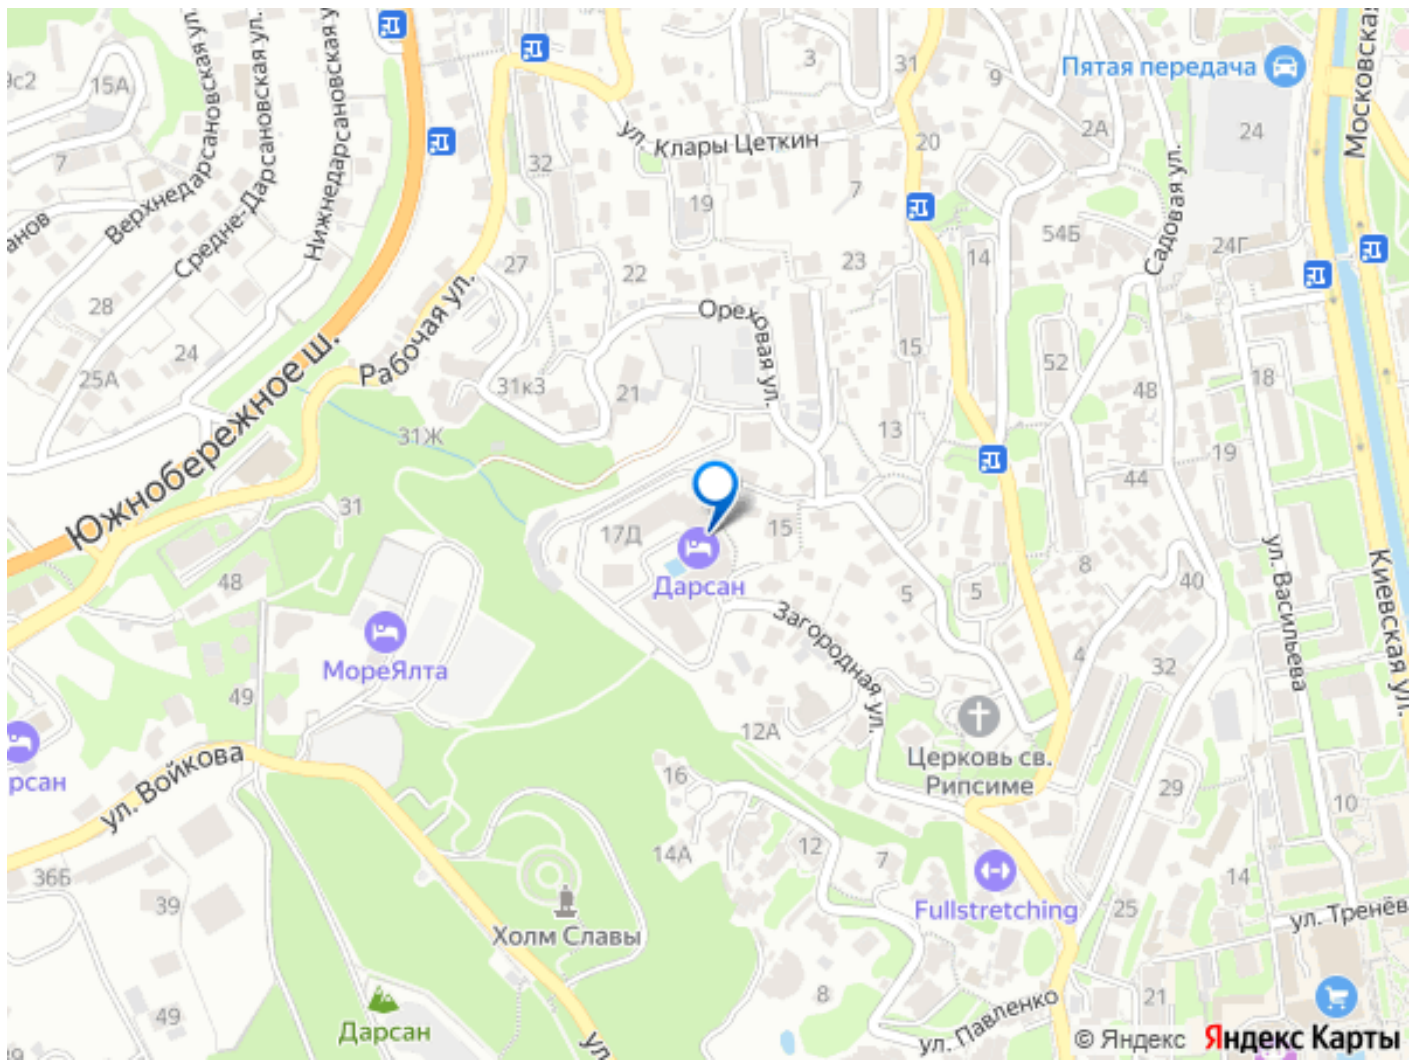 9с2
15А
7
Верхнедарсановская ул.
Средне-Дарсановская ул.
Нижнедарсановская ул.
анов
28
25А
24
Южнобережное ш.
Рабочая ул.
32
27
22
19
ул. Клары Цеткин
3
7
31
20
9
2А
Пятая передача
24
Московская
Садовая ул.
54Б
24Г
14
23
Ореховая ул.
15
52
48
18
31к3
21
31Ж
13
44
19
31
17Д
15
48
Дарсан
5
5
8
40
ул. Васильева
Киевская ул.
МореЯлта
Загородная ул.
4
32
49
12А
Церковь св.
Рипсиме
рсан
ул. Войкова
16
29
10
14А
12
7
36Б
39
14
Fullstretching
25
ул. Тренёв
Холм Славы
49
8
21
Дарсан
ул.
ул. Павленко
© Яндекс Яндекс Карты